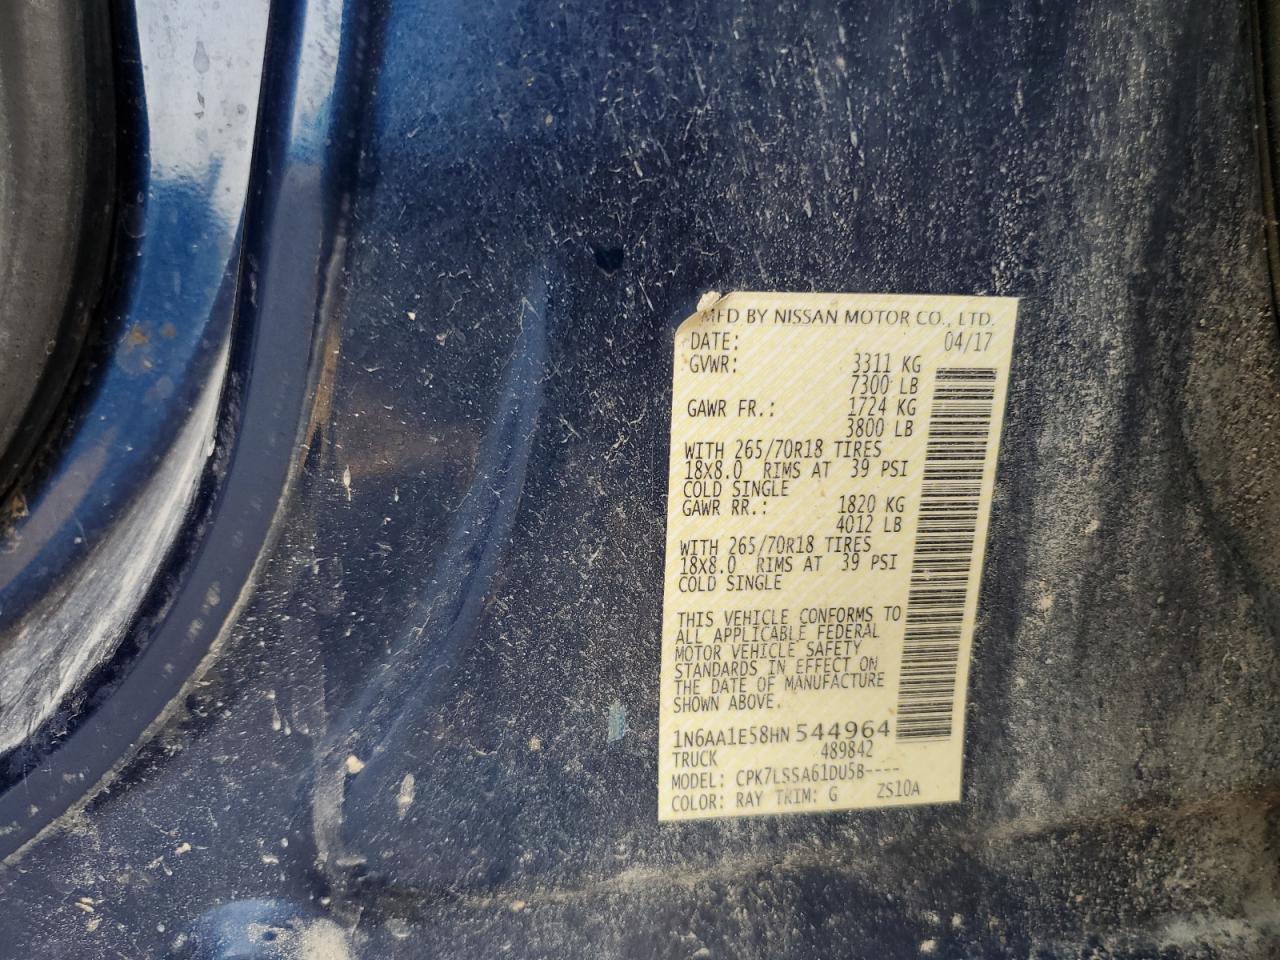 MFD BY NISSAN MOTOR CO., LTD.
DATE: 04/17
GVWR: 3311 KG
7300 LB
GAWR FR.: 1724 KG
3800 LB
WITH 265/70R18 TIRES
18X8.0 RIMS AT 39 PSI
COLD SINGLE
GAWR RR.: 1820 KG
4012 LB
WITH 265/70R18 TIRES
18X8.0 RIMS AT 39 PSI
COLD SINGLE
THIS VEHICLE CONFORMS TO
ALL APPLICABLE FEDERAL
MOTOR VEHICLE SAFETY
STANDARDS IN EFFECT ON
THE DATE OF MANUFACTURE
SHOWN ABOVE.
1N6AA1E58HN544964
TRUCK 489842
MODEL: CPK7LSSA61DU5B----
COLOR: RAY TRIM: G ZS10A